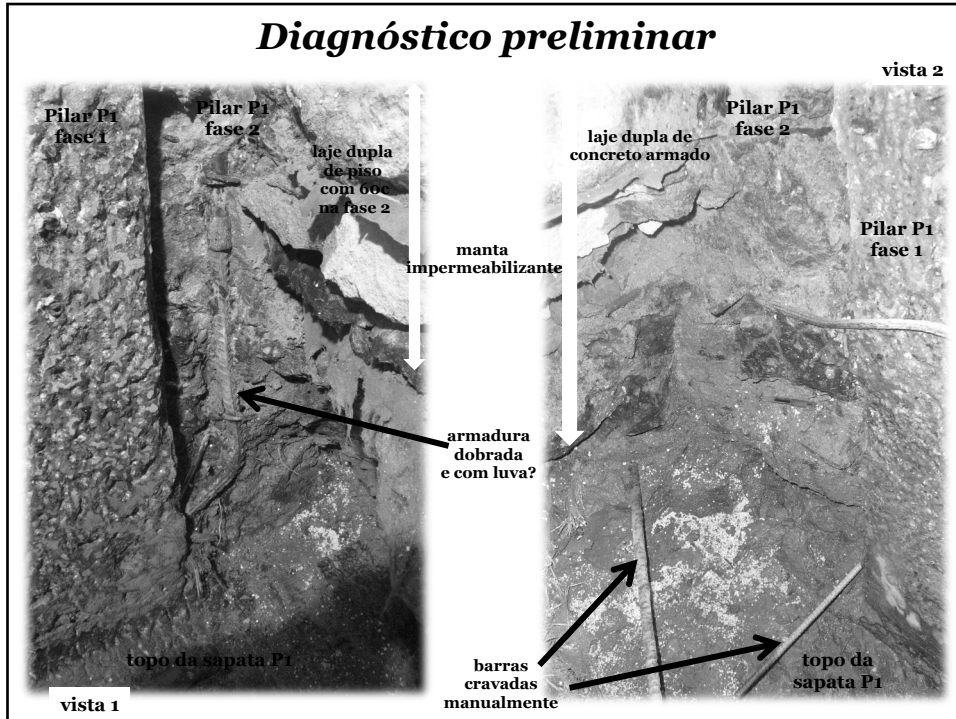 Diagnóstico preliminar
vista 2
Pilar P1
fase 1
Pilar P1
fase 2
laje dupla
de piso
com 60c
na fase 2
manta
impermeabilizante
armadura
dobrada
e com luva?
topo da sapata P1
vista 1
Pilar P1
fase 2
laje dupla de
concreto armado
Pilar P1
fase 1
barras
cravadas
manualmente
topo da
sapata P1